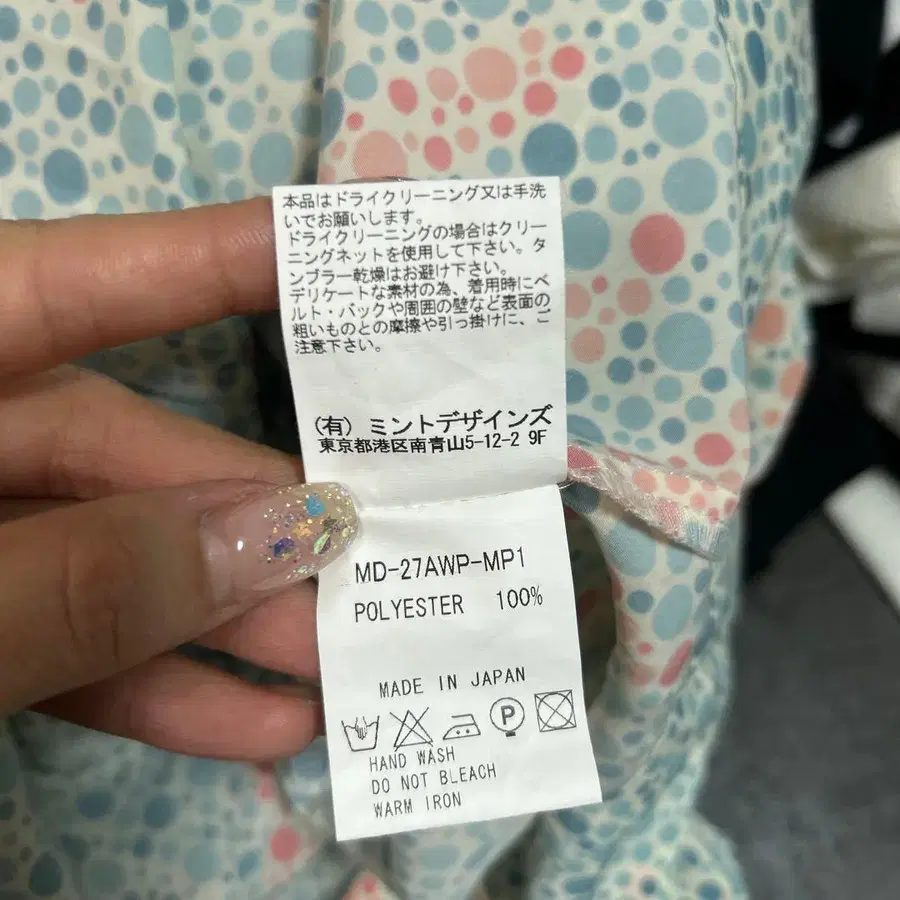 本品はドライクリーニング又は手洗
いでお願いします。
ドライクリーニングの場合はクリー
ニングネットを使用して下さい。タ
ンブラー乾燥はお避け下さい。
デリケートな素材の為、着用時にベ
ルト・バックや周囲の壁など表面の
粗いものとの摩擦や引っ掛けに、ご
注意下さい。
(有) ミントデザインズ
東京都港区南青山5-12-2 9F
MD-27AWP-MP1
POLYESTER 100%
MADE IN JAPAN
P
HAND WASH
DO NOT BLEACH
WARM IRON